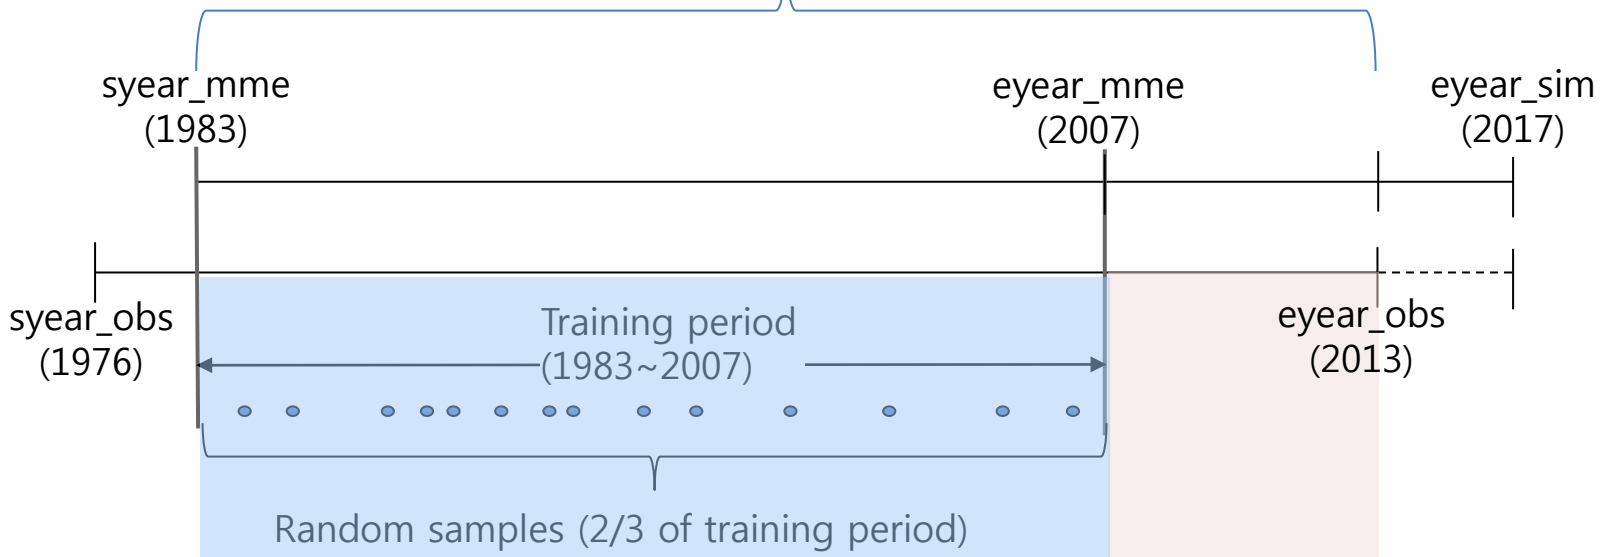 syear_mme
(1983)
eyear_mme
(2007)
eyear_sim
(2017)
syear_obs
(1976)
Training period
(1983~2007)
eyear_obs
(2013)
Random samples (2/3 of training period)